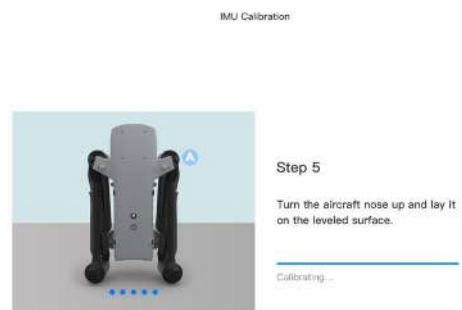 IMU Calibration
Step 5
Turn the aircraft nose up and lay it
on the leveled surface.
Calibrating...